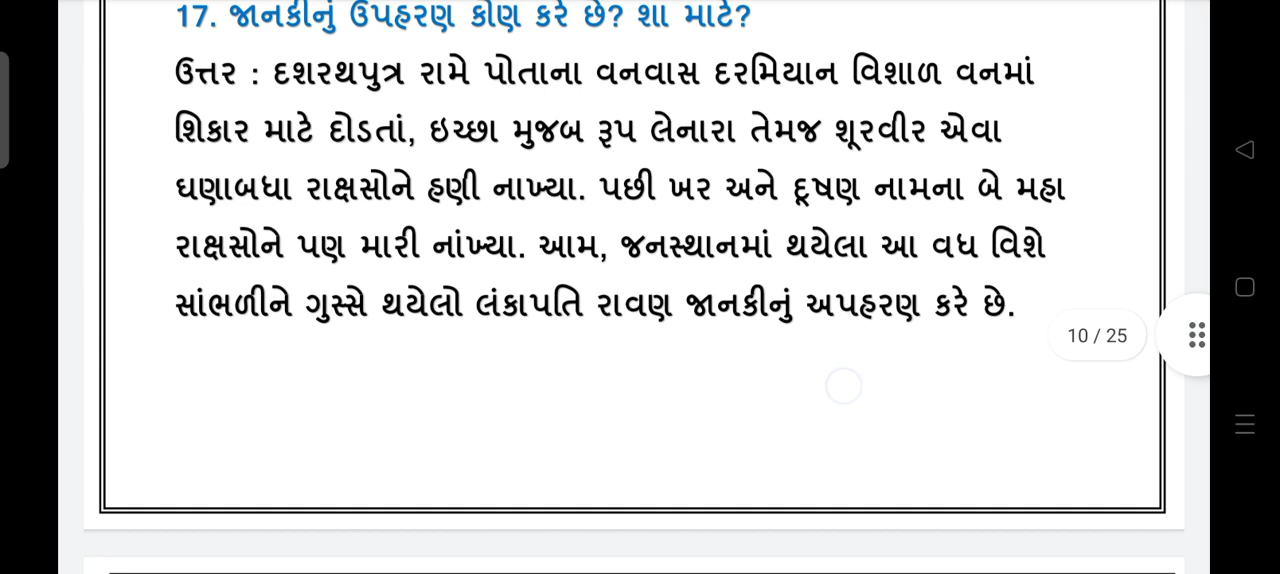 17. જાનકીનું ઉપહરણ કોણ કરે છે? શા માટે?
ઉત્તર : દશરથપુત્ર રામે પોતાના વનવાસ દરમિયાન વિશાળ વનમાં
શિકાર માટે દોડતાં, ઇચ્છા મુજબ રૂપ લેનારા તેમજ શૂરવીર એવા
ઘણાબધા રાક્ષસોને હણી નાખ્યા. પછી ખર અને દૂષણ નામના બે મહા
રાક્ષસોને પણ મારી નાંખ્યા. આમ, જનસ્થાનમાં થયેલા આ વધ વિશે
સાંભળીને ગુસ્સે થયેલો લંકાપતિ રાવણ જાનકીનું અપહરણ કરે છે.
10 / 25